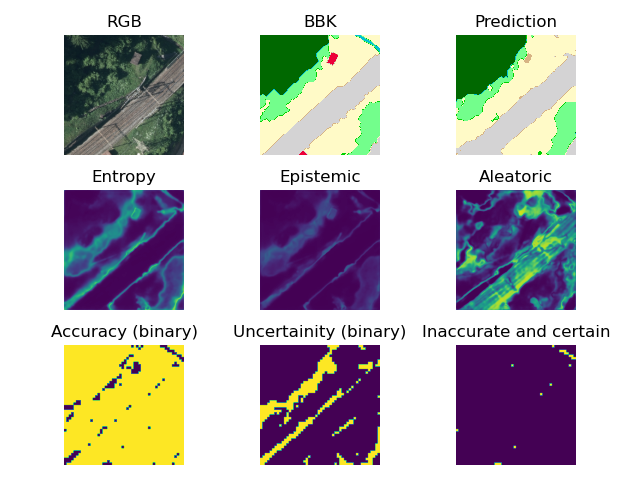 RGB
BBK
Prediction
Entropy
Epistemic
Aleatoric
Accuracy (binary)
Uncertainity (binary)
Inaccurate and certain